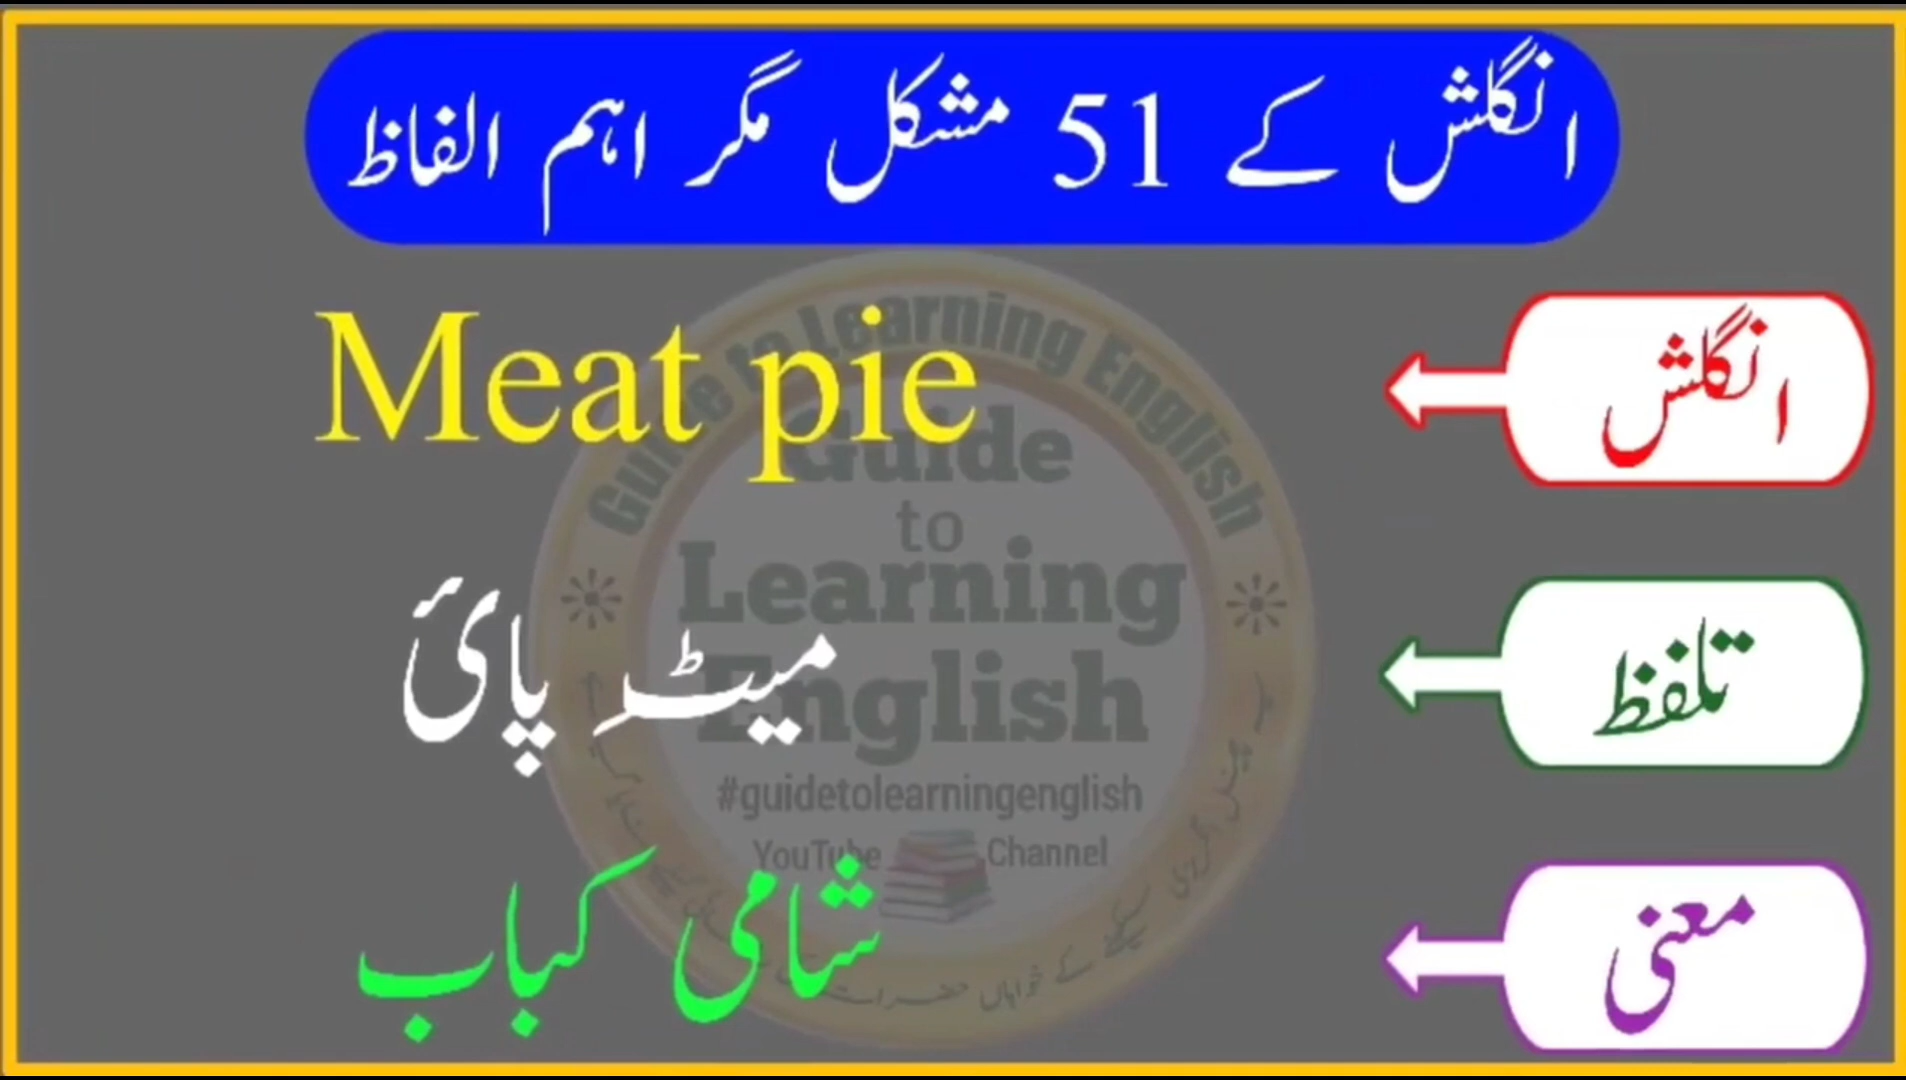 انگلش کے 51 مشکل مگر اہم الفاظ
انگلش
Meat pie
تلفظ
میٹِ پائ
معنی
شامی کباب
Guide to Learning English
Guide
to
Learning
English
#guidetolearningenglish
YouTube Channel